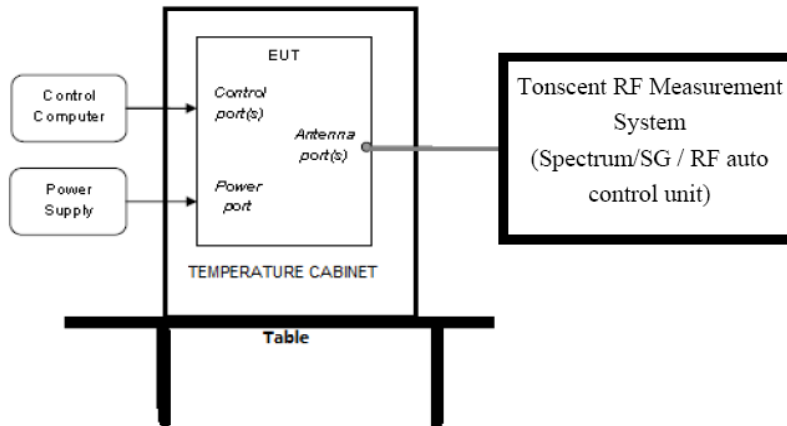 EUT
Control
Computer
Control
port(s)
Antenna
port(s)
Power
Supply
Power
port
TEMPERATURE CABINET
Table
Tonscent RF Measurement
System
(Spectrum/SG / RF auto
control unit)